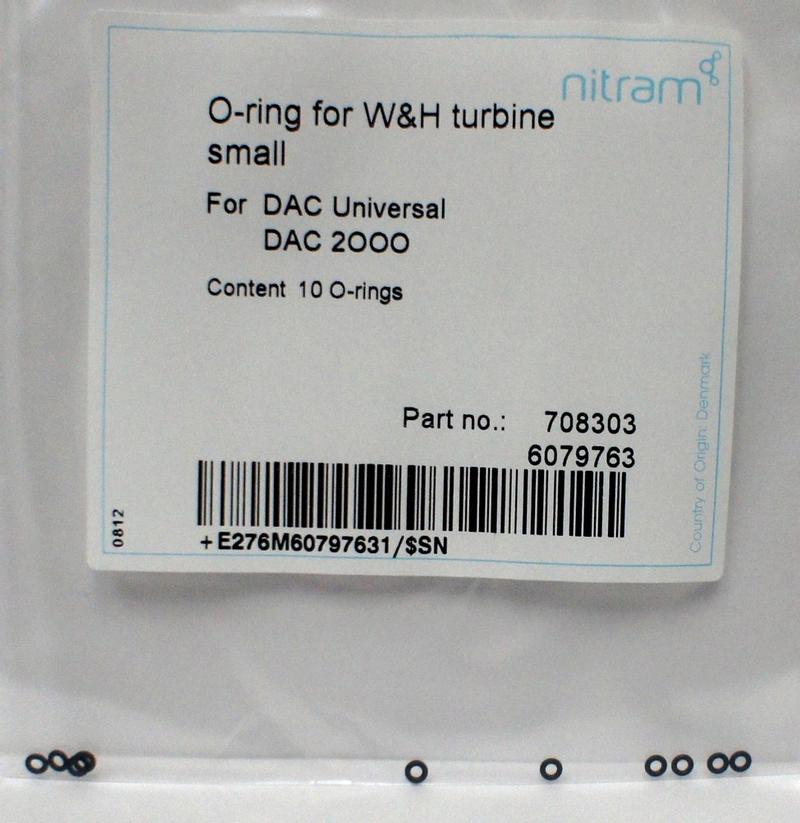 nitram
O-ring for W&H turbine
small
For DAC Universal
DAC 2000
Content 10 O-rings
Part no.: 708303
6079763
+E276M60797631/$SN
0812
Country of Origin: Denmark